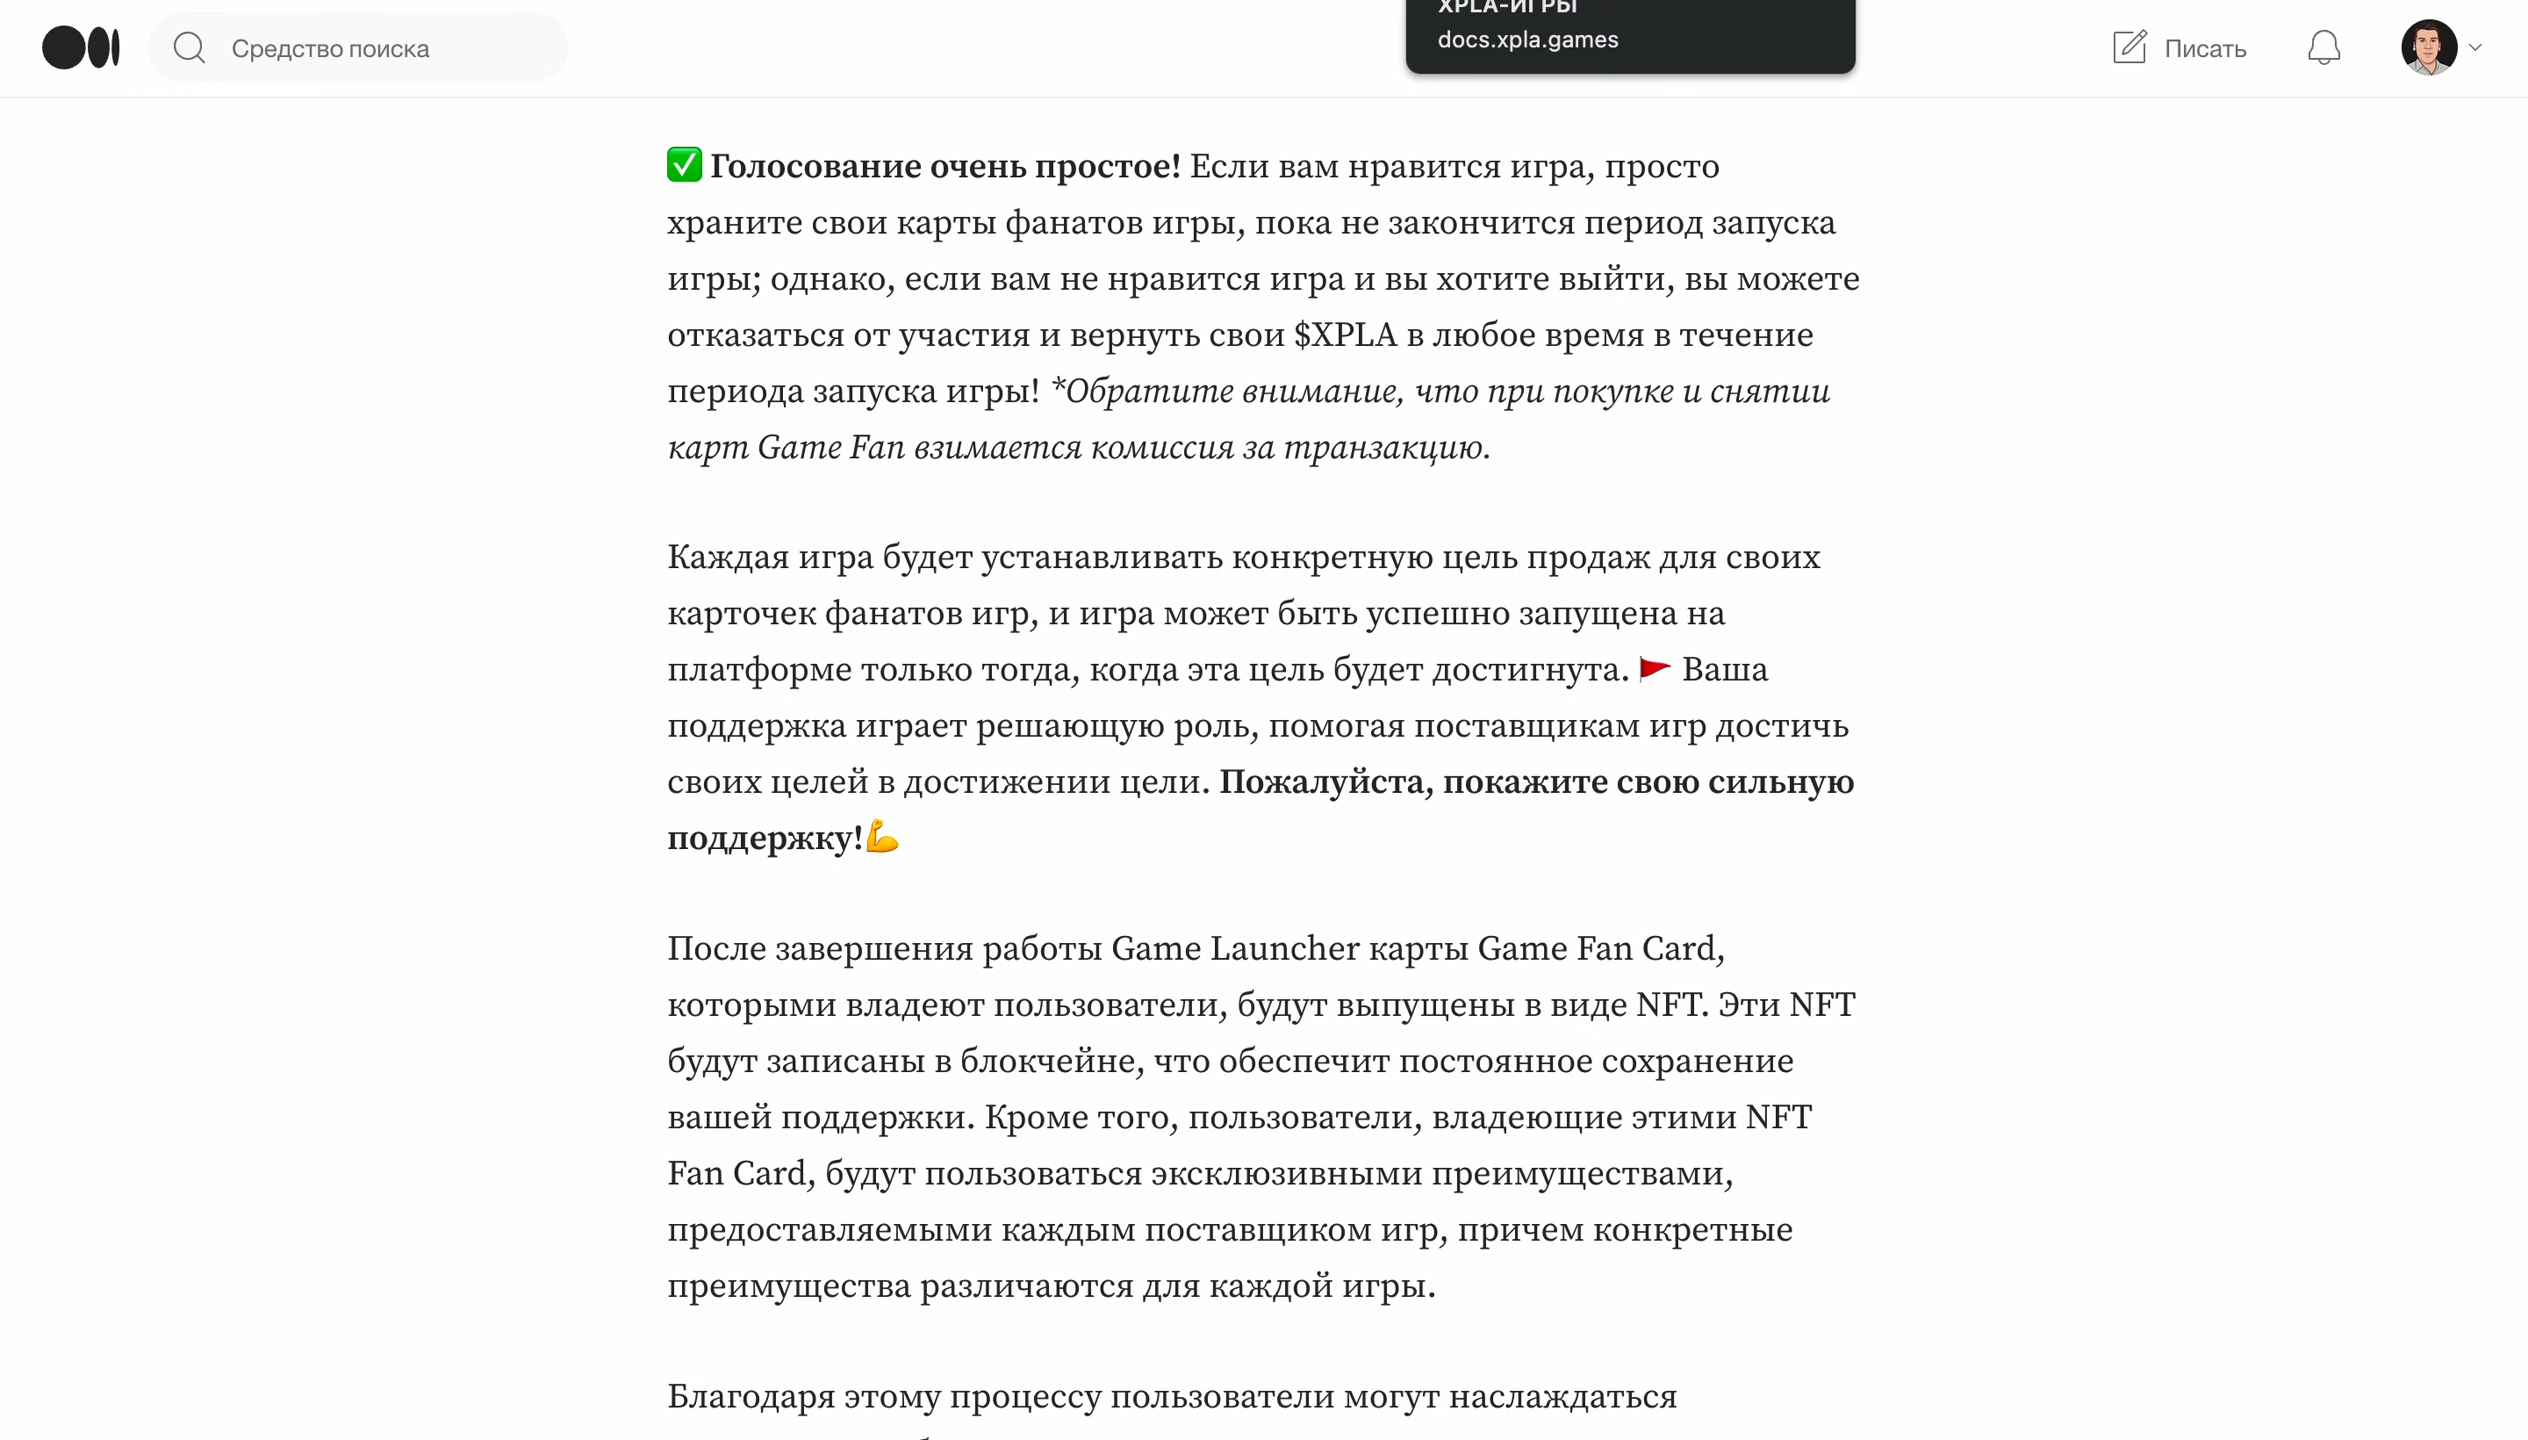 XPLA-ИГРЫ
docs.xpla.games
Средство поиска
Писать
✅ Голосование очень простое! Если вам нравится игра, просто
храните свои карты фанатов игры, пока не закончится период запуска
игры; однако, если вам не нравится игра и вы хотите выйти, вы можете
отказаться от участия и вернуть свои $XPLA в любое время в течение
периода запуска игры! *Обратите внимание, что при покупке и снятии
карт Game Fan взимается комиссия за транзакцию.
Каждая игра будет устанавливать конкретную цель продаж для своих
карточек фанатов игр, и игра может быть успешно запущена на
платформе только тогда, когда эта цель будет достигнута. 🚩 Ваша
поддержка играет решающую роль, помогая поставщикам игр достичь
своих целей в достижении цели. Пожалуйста, покажите свою сильную
поддержку!💪
После завершения работы Game Launcher карты Game Fan Card,
которыми владеют пользователи, будут выпущены в виде NFT. Эти NFT
будут записаны в блокчейне, что обеспечит постоянное сохранение
вашей поддержки. Кроме того, пользователи, владеющие этими NFT
Fan Card, будут пользоваться эксклюзивными преимуществами,
предоставляемыми каждым поставщиком игр, причем конкретные
преимущества различаются для каждой игры.
Благодаря этому процессу пользователи могут наслаждаться